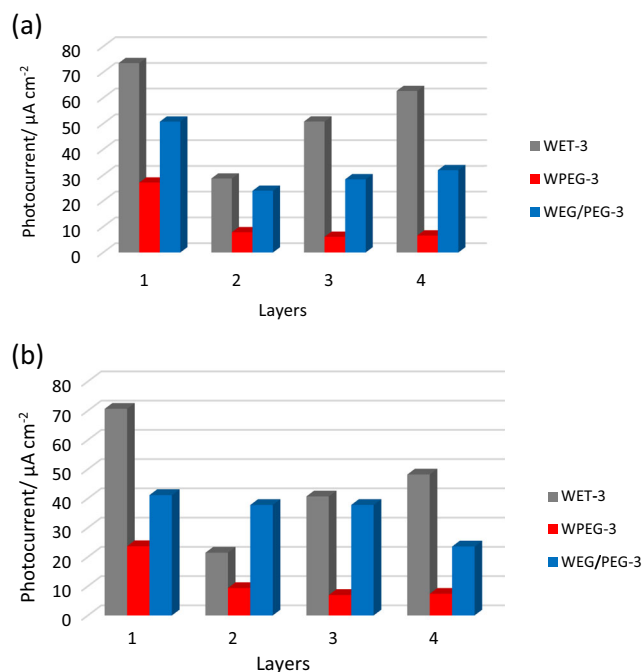 (a)
80
70
60
50
40
30
20
10
0
Photocurrent/ µA cm⁻²
1 2 3 4
Layers
WET-3
WPEG-3
WEG/PEG-3
(b)
80
70
60
50
40
30
20
10
0
Photocurrent/ µA cm⁻²
1 2 3 4
Layers
WET-3
WPEG-3
WEG/PEG-3